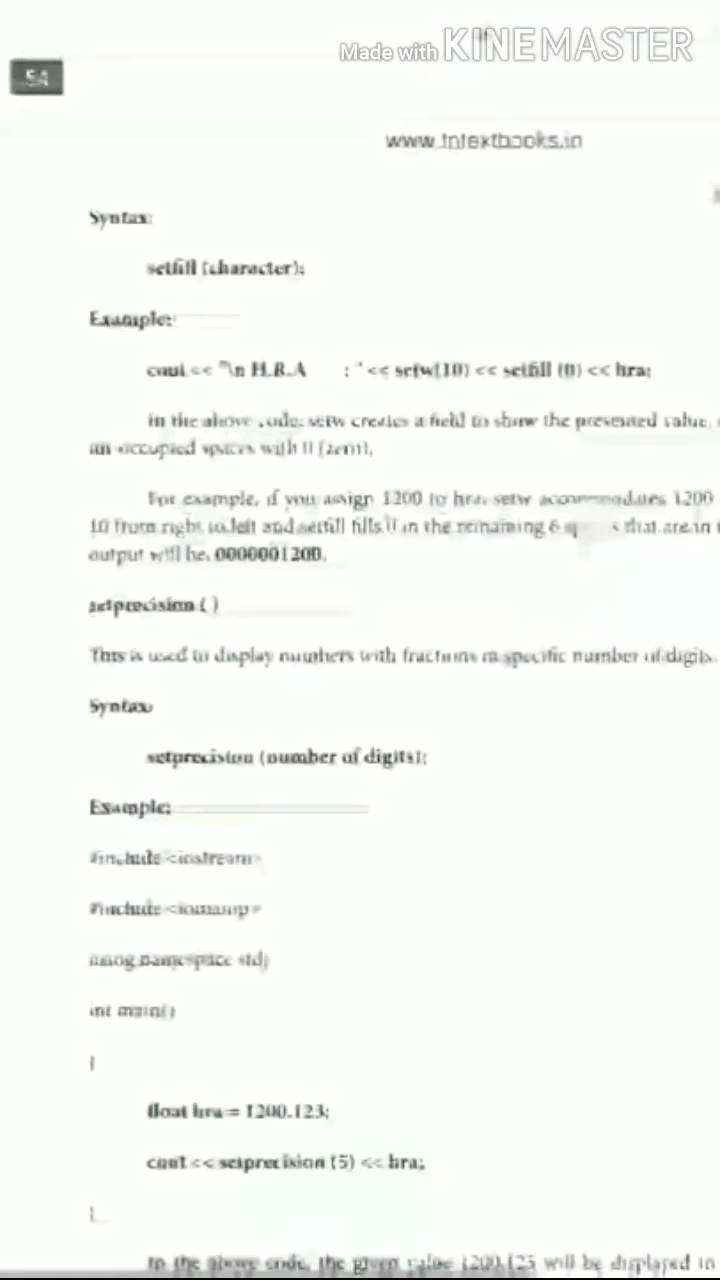 Made with KINEMASTER
54
www.tntextbooks.in
Syntax:
setfill (character);
Example:
cout << "\n H.R.A : " << setw(10) << setfill (0) << hra;
in the above code, setw creates a field to show the presented value,
un-occupied spaces with 0 (zero).
For example, if you assign 1200 to hra, setw accommodates 1200
10 from right to left and setfill fills 0 in the remaining 6 that are in
output will be, 0000001200.
setprecision ( )
This is used to display numbers with fractions in specific number of digits.
Syntax:
setprecision (number of digits);
Example:
#include <iostream>
#include <iomanip>
using namespace std;
int main()
{
float hra = 1200.123;
cout << setprecision (5) << hra;
}
In the above code, the given value 1200.123 will be displayed in